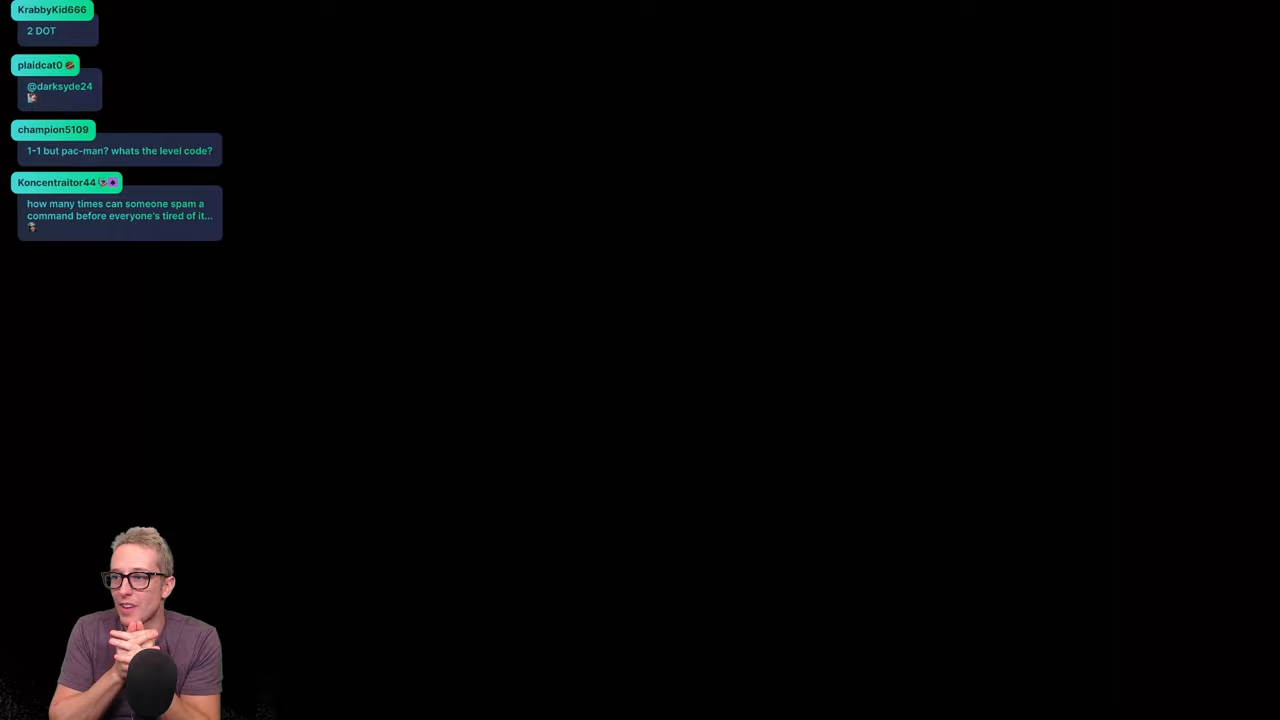 KrabbyKid666
2 DOT
plaidcat0
@darksyde24
champion5109
1-1 but pac-man? whats the level code?
Koncentraitor44
how many times can someone spam a
command before everyone's tired of it...